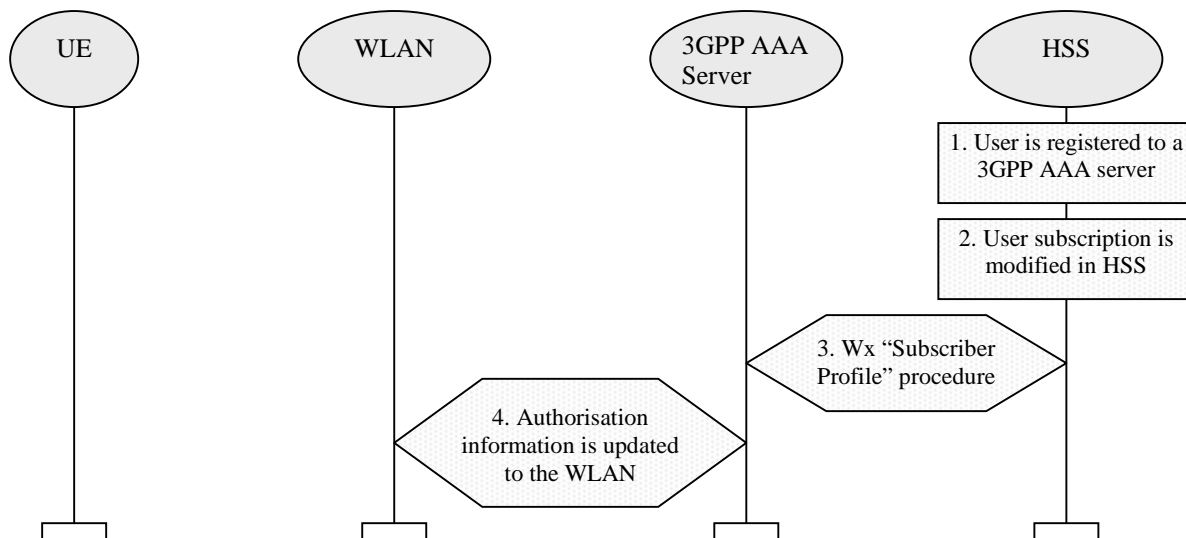 UE
WLAN
3GPP AAA
Server
HSS
1. User is registered to a
3GPP AAA server
2. User subscription is
modified in HSS
3. Wx “Subscriber
Profile” procedure
4. Authorisation
information is updated
to the WLAN